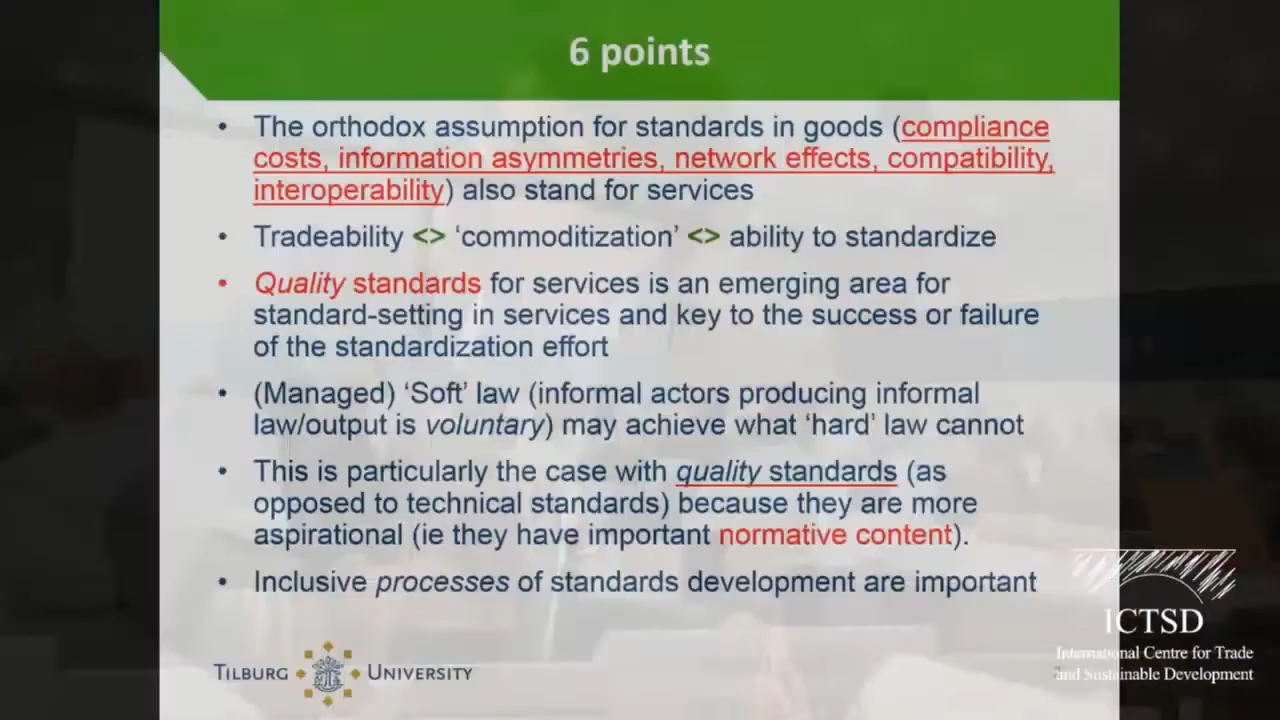 6 points
• The orthodox assumption for standards in goods (compliance
costs, information asymmetries, network effects, compatibility,
interoperability) also stand for services
• Tradeability <> ‘commoditization’ <> ability to standardize
• Quality standards for services is an emerging area for
standard-setting in services and key to the success or failure
of the standardization effort
• (Managed) ‘Soft’ law (informal actors producing informal
law/output is voluntary) may achieve what ‘hard’ law cannot
• This is particularly the case with quality standards (as
opposed to technical standards) because they are more
aspirational (ie they have important normative content).
• Inclusive processes of standards development are important
TILBURG UNIVERSITY
ICTSD
International Centre for Trade
and Sustainable Development